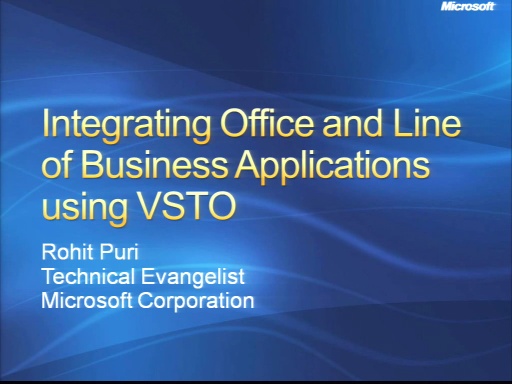 Microsoft
Integrating Office and Line
of Business Applications
using VSTO
Rohit Puri
Technical Evangelist
Microsoft Corporation